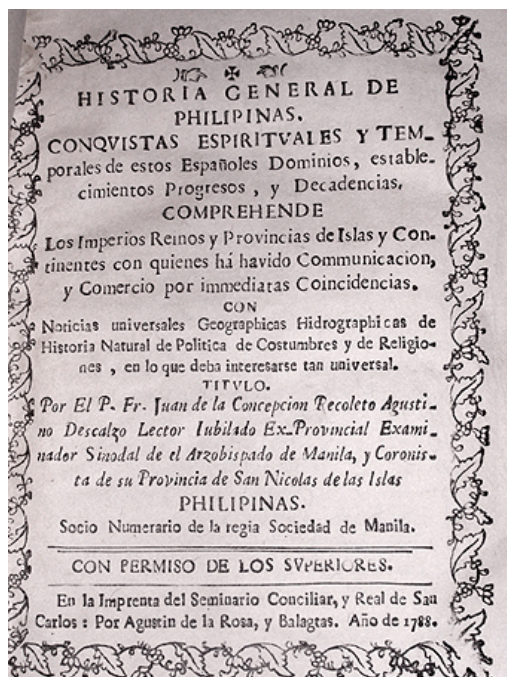 HISTORIA GENERAL DE
PHILIPINAS.
CONQVISTAS ESPIRITVALES Y TEM-
porales de estos Españoles Dominios, estable-
cimientos Progresos, y Decadencias.
COMPREHENDE
Los Imperios Reinos y Provincias de Islas y Con-
tinentes con quienes há havido Communicacion,
y Comercio por immediatas Coincidencias.
CON
Noticias universales Geographicas Hidrographicas de
Historia Natural de Politica de Costumbres y de Religio-
nes, en lo que deba interesarse tan universal.
TITVLO.
Por El P. Fr. Juan de la Concepcion Recoleto Agusti-
no Descalzo Lector Iubilado Ex-Provincial Exami-
nador Sinodal de el Arzobispado de Manila, y Coronis-
ta de su Provincia de San Nicolas de las Islas
PHILIPINAS.
Socio Numerario de la regia Sociedad de Manila.
CON PERMISO DE LOS SVPERIORES.
En la Imprenta del Seminario Conciliar, y Real de San
Carlos: Por Agustin de la Rosa, y Balagtas. Año de 1788.